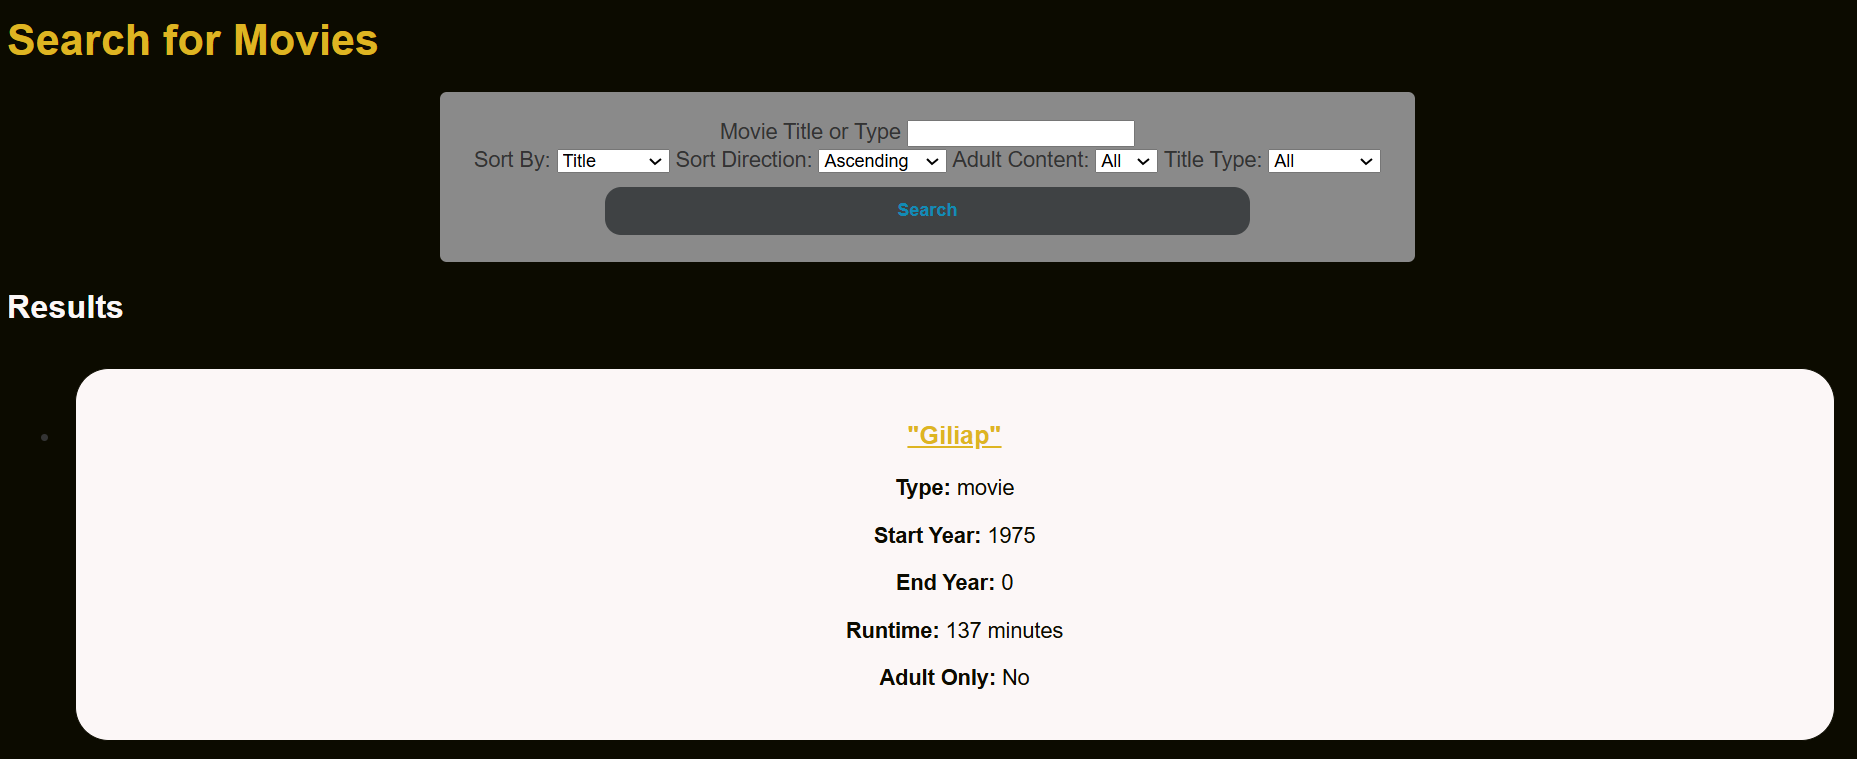 Search for Movies
Movie Title or Type
Sort By: Title Sort Direction: Ascending Adult Content: All Title Type: All
Search
Results
"Giliap"
Type: movie
Start Year: 1975
End Year: 0
Runtime: 137 minutes
Adult Only: No